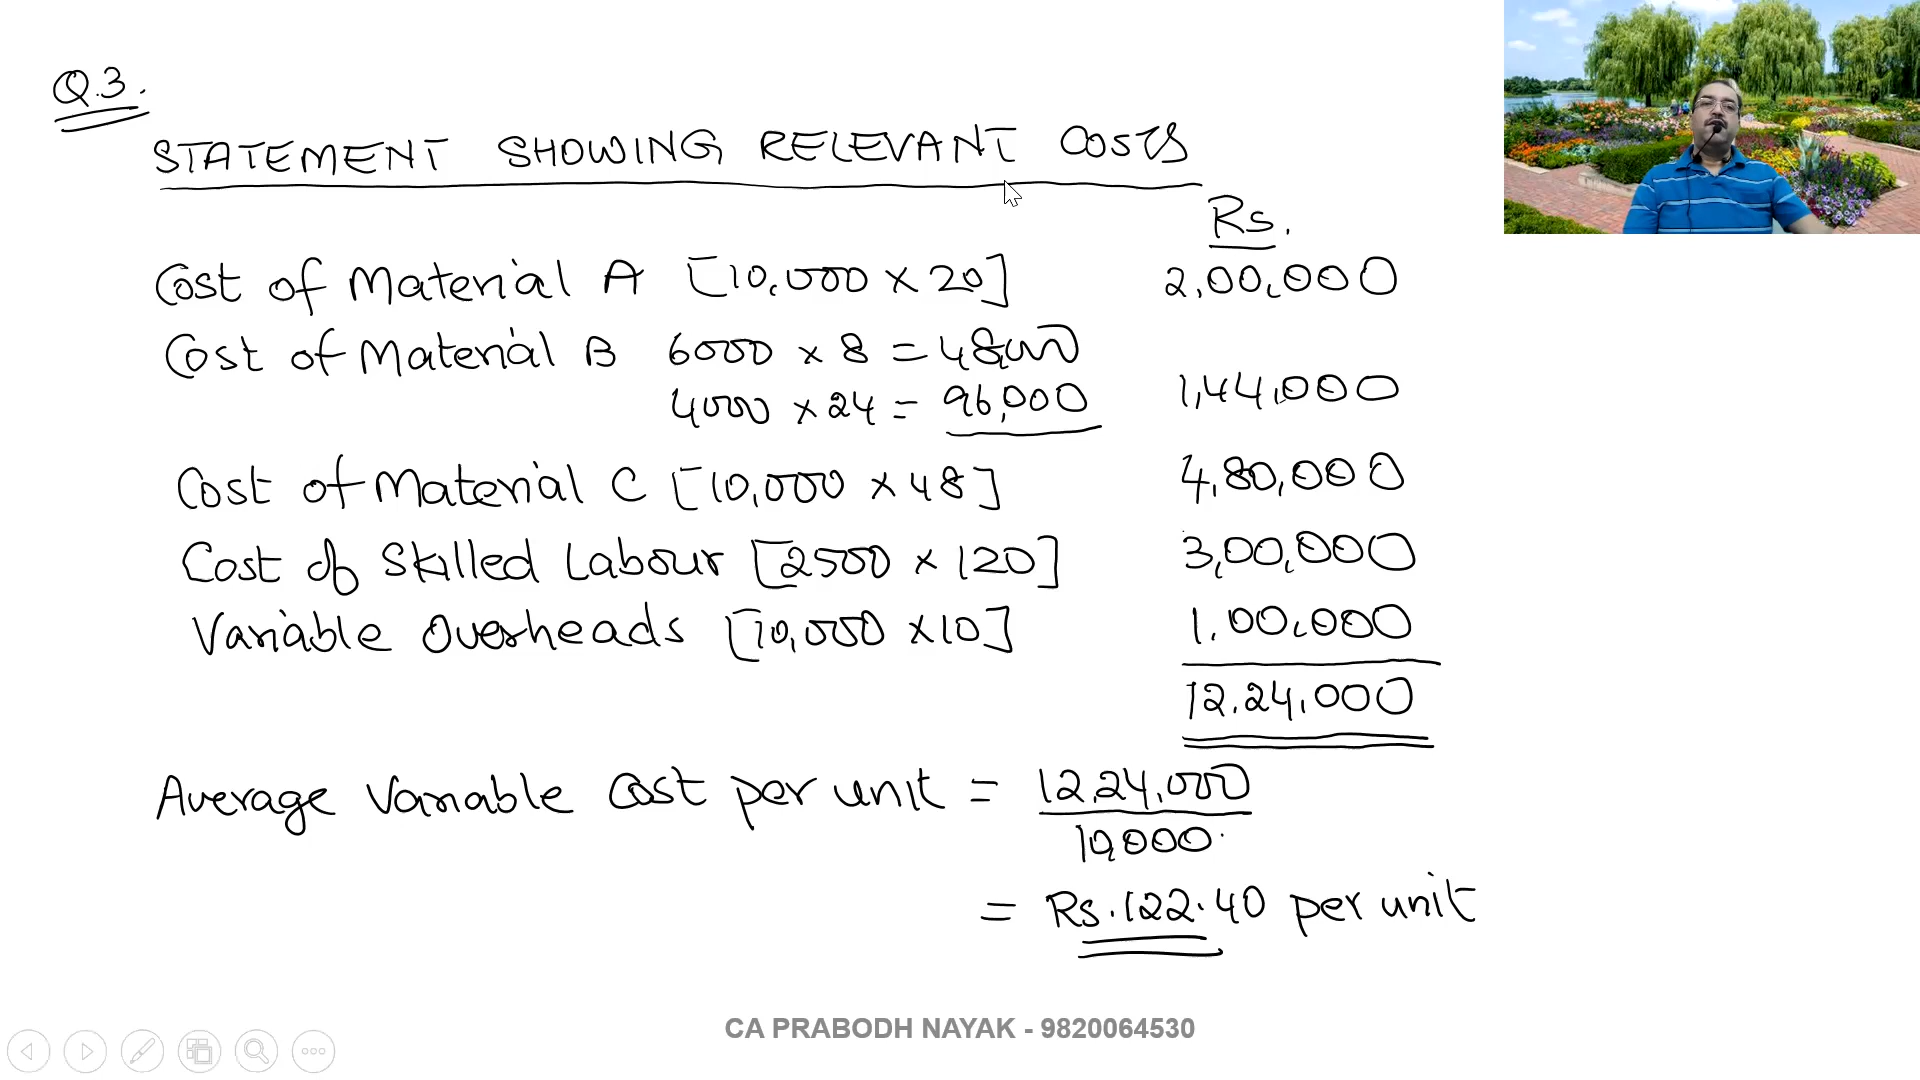 Q.3.
STATEMENT SHOWING RELEVANT COSTS
Rs.
Cost of Material A [10,000 × 20] 2,00,000
Cost of Material B 6000 × 8 = 48,000
4000 × 24 = 96,000 1,44,000
Cost of Material C [10,000 × 48] 4,80,000
Cost of Skilled Labour [2500 × 120] 3,00,000
Variable Overheads [10,000 × 10] 1,00,000
12,24,000
Average Variable Cost per unit = 12,24,000
10,000
= Rs.122.40 per unit
CA PRABODH NAYAK - 9820064530